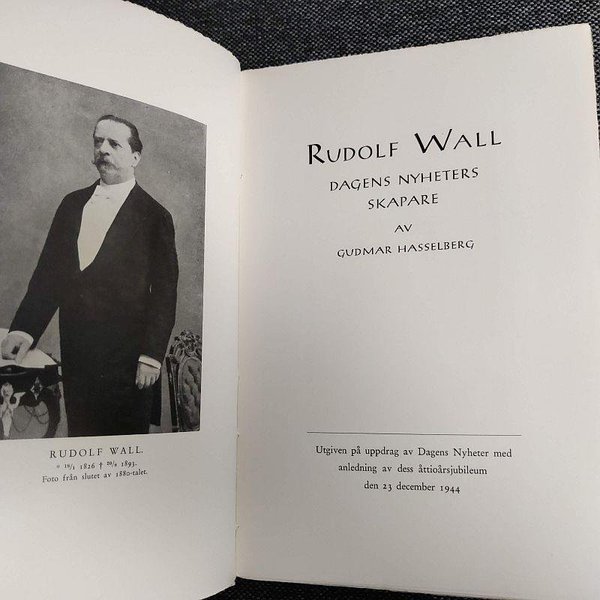 RUDOLF WALL.
Foto från slutet av 1880-talet.
RUDOLF WALL
DAGENS NYHETERS
SKAPARE
AV
GUDMAR HASSELBERG
Utgiven på uppdrag av Dagens Nyheter med
anledning av dess åttioårsjubileum
den 23 december 1944